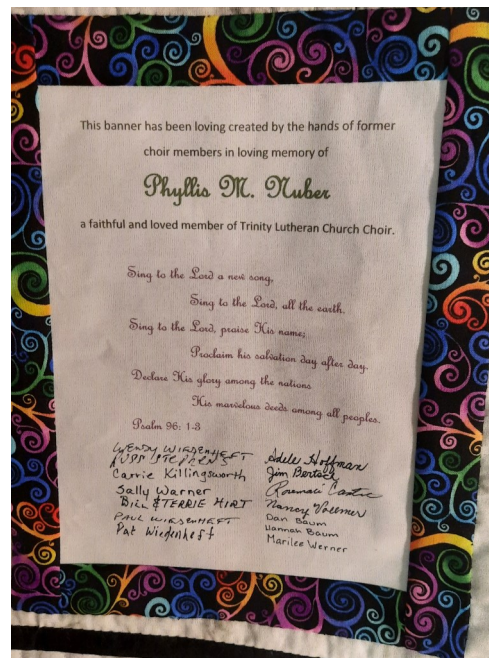 This banner has been loving created by the hands of former
choir members in loving memory of
Phyllis M. Nuber
a faithful and loved member of Trinity Lutheran Church Choir.
Sing to the Lord a new song,
Sing to the Lord, all the earth.
Sing to the Lord, praise His name;
Proclaim his salvation day after day.
Declare His glory among the nations
His marvelous deeds among all peoples.
Psalm 96: 1-3
WENDY WIEDENHEFT
STEPHENS
Carrie Killingsworth
Sally Warner
BILL & TERRIE HIRT
PAUL WIEDENHEFT
Pat Wiedenheft
Adele Hoffman
Jim
Rosemarie
Nancy Vollmer
Dan Baum
Hannah Baum
Marilee Werner